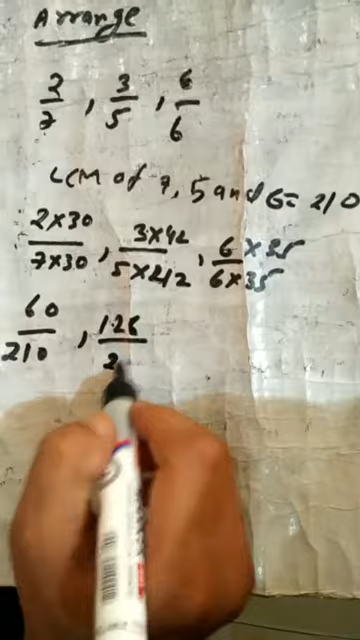 Arrange
2/7, 3/5, 6/6
LCM of 7, 5 and 6 = 210
2×30/7×30, 3×42/5×42, 6×35/6×35
60/210, 126/2